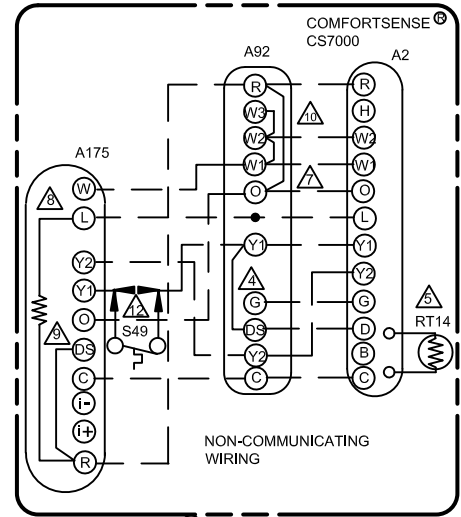 COMFORTSENSE ®
CS7000
A92
A2
R
W3
W2
W1
O
Y1
G
DS
Y2
C
R
H
W2
W1
O
L
Y1
Y2
G
D
B
C
10
7
4
5
RT14
A175
8
W
L
Y2
Y1
O
DS
C
i-
i+
R
9
12
S49
NON-COMMUNICATING
WIRING